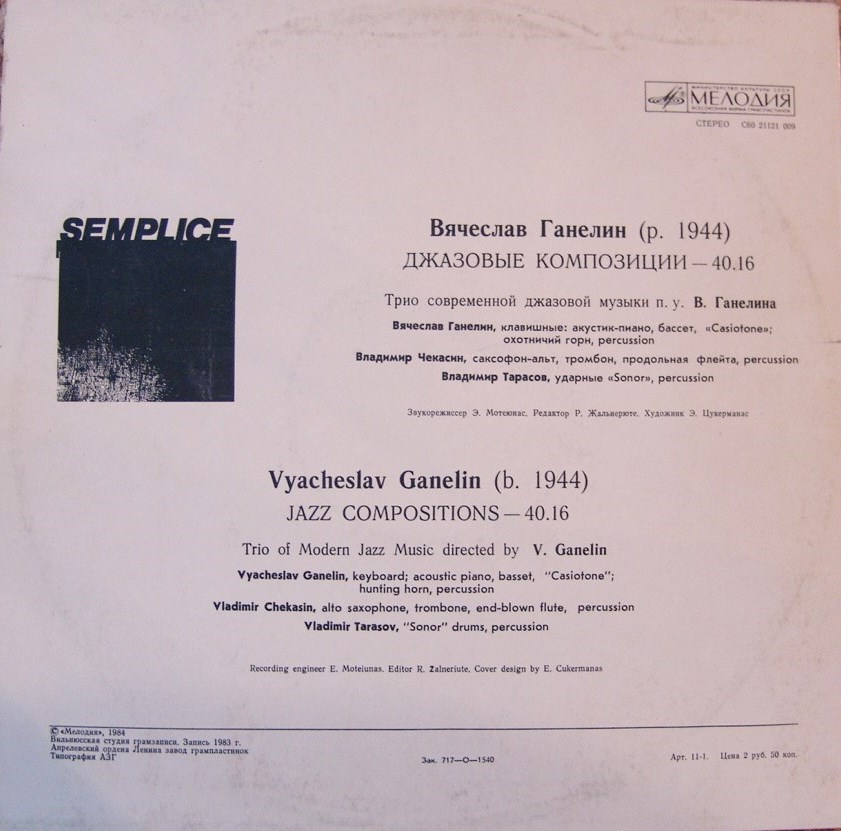 МИНИСТЕРСТВО КУЛЬТУРЫ СССР
МЕЛОДИЯ
ВСЕСОЮЗНАЯ ФИРМА ГРАМПЛАСТИНОК
СТЕРЕО С60 21121 009
SEMPLICE
Вячеслав Ганелин (р. 1944)
ДЖАЗОВЫЕ КОМПОЗИЦИИ — 40.16
Трио современной джазовой музыки п. у. В. Ганелина
Вячеслав Ганелин, клавишные: акустик-пиано, бассет, «Casiotone»;
охотничий горн, percussion
Владимир Чекасин, саксофон-альт, тромбон, продольная флейта, percussion
Владимир Тарасов, ударные «Sonor», percussion
Звукорежиссер Э. Мотеюнас. Редактор Р. Жальнерюте. Художник Э. Цукерманас
Vyacheslav Ganelin (b. 1944)
JAZZ COMPOSITIONS — 40.16
Trio of Modern Jazz Music directed by V. Ganelin
Vyacheslav Ganelin, keyboard; acoustic piano, basset, "Casiotone";
hunting horn, percussion
Vladimir Chekasin, alto saxophone, trombone, end-blown flute, percussion
Vladimir Tarasov, "Sonor" drums, percussion
Recording engineer E. Moteiunas. Editor R. Zalneriute. Cover design by E. Cukermanas
© «Мелодия», 1984
Вильнюсская студия грамзаписи. Запись 1983 г.
Апрелевский ордена Ленина завод грампластинок
Типография АЗГ
Зак. 717—О—1540
Арт. 11-1. Цена 2 руб. 50 коп.